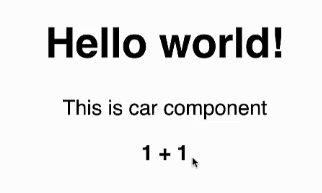 Hello world!
This is car component
1 + 1